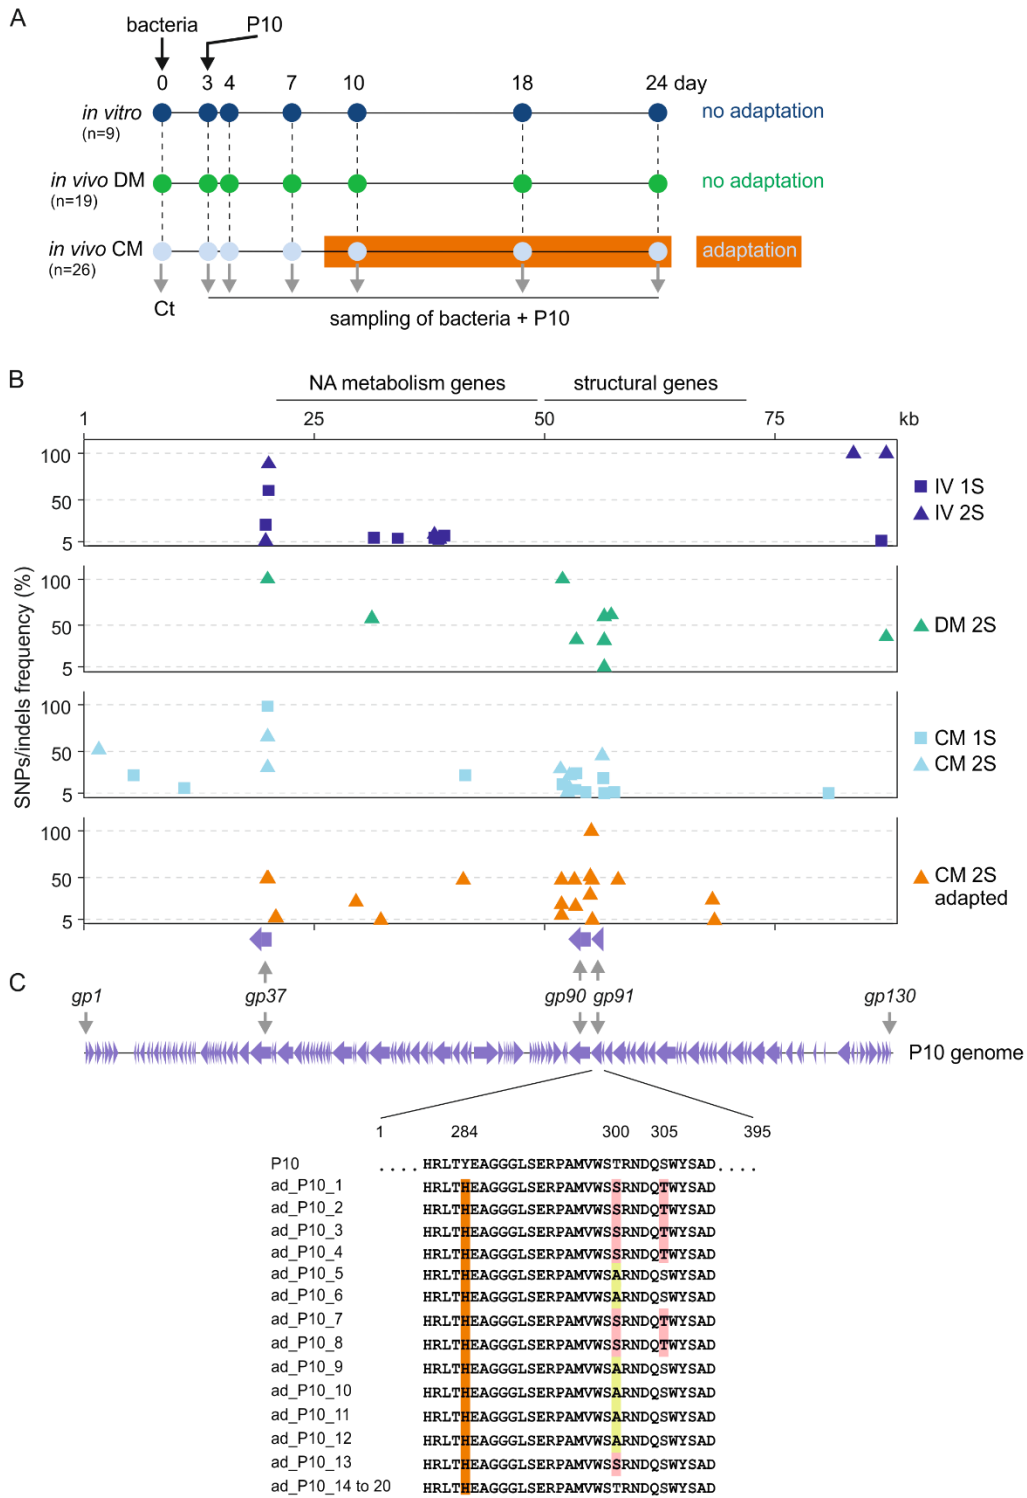 A
bacteria P10
0 3 4 7 10 18 24 day
in vitro
(n=9)
no adaptation
in vivo DM
(n=19)
no adaptation
in vivo CM
(n=26)
adaptation
Ct
sampling of bacteria + P10
B
NA metabolism genes structural genes
1 25 50 75 kb
SNPs/indels frequency (%)
100
50
5
IV 1S
IV 2S
100
50
5
DM 2S
100
50
5
CM 1S
CM 2S
100
50
5
CM 2S
adapted
C
gp1 gp37 gp90 gp91 gp130
P10 genome
1 284 300 305 395
P10 ....HRLTYEAGGGLSERPAMVWSTRNDQSWYSAD....
ad_P10_1 HRLTHEAGGGLSERPAMVWSSRNDQTWYSAD
ad_P10_2 HRLTHEAGGGLSERPAMVWSSRNDQTWYSAD
ad_P10_3 HRLTHEAGGGLSERPAMVWSSRNDQTWYSAD
ad_P10_4 HRLTHEAGGGLSERPAMVWSSRNDQTWYSAD
ad_P10_5 HRLTHEAGGGLSERPAMVWSARNDQSWYSAD
ad_P10_6 HRLTHEAGGGLSERPAMVWSARNDQSWYSAD
ad_P10_7 HRLTHEAGGGLSERPAMVWSSRNDQTWYSAD
ad_P10_8 HRLTHEAGGGLSERPAMVWSSRNDQTWYSAD
ad_P10_9 HRLTHEAGGGLSERPAMVWSARNDQSWYSAD
ad_P10_10 HRLTHEAGGGLSERPAMVWSARNDQSWYSAD
ad_P10_11 HRLTHEAGGGLSERPAMVWSARNDQSWYSAD
ad_P10_12 HRLTHEAGGGLSERPAMVWSARNDQSWYSAD
ad_P10_13 HRLTHEAGGGLSERPAMVWSSRNDQSWYSAD
ad_P10_14 to 20 HRLTHEAGGGLSERPAMVWSTRNDQSWYSAD